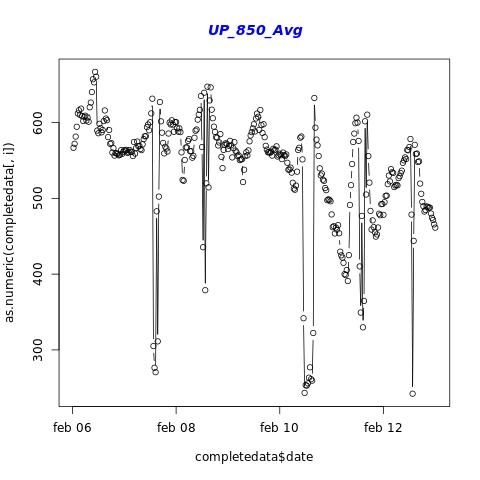 UP_850_Avg
as.numeric(completedata[, i])
600
500
400
300
feb 06
feb 08
feb 10
feb 12
completedata$date